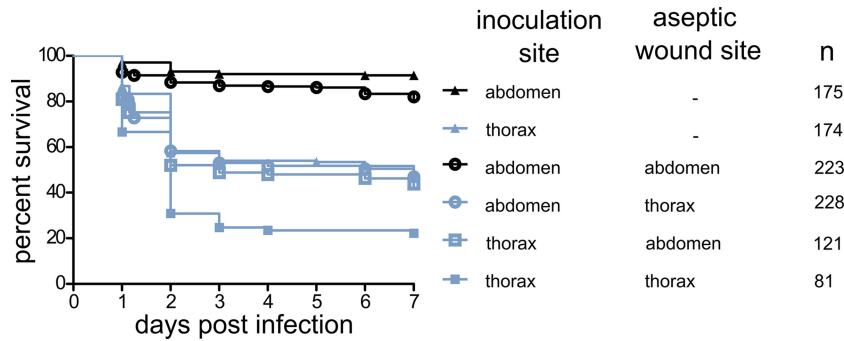 inoculation aseptic
site wound site n
abdomen - 175
thorax - 174
abdomen abdomen 223
abdomen thorax 228
thorax abdomen 121
thorax thorax 81
percent survival
100
80
60
40
20
0
0 1 2 3 4 5 6 7
days post infection